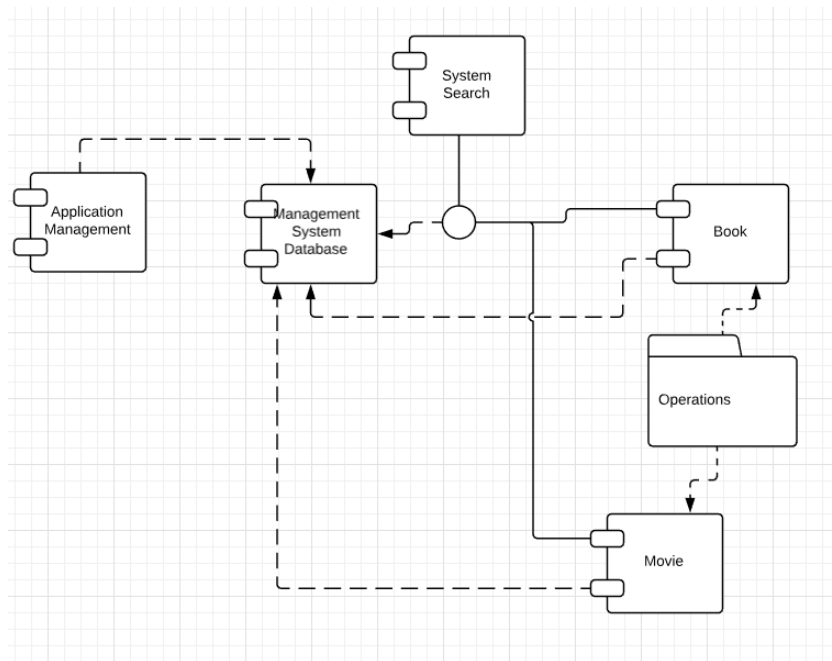 System
Search
Application
Management
Management
System
Database
Book
Operations
Movie